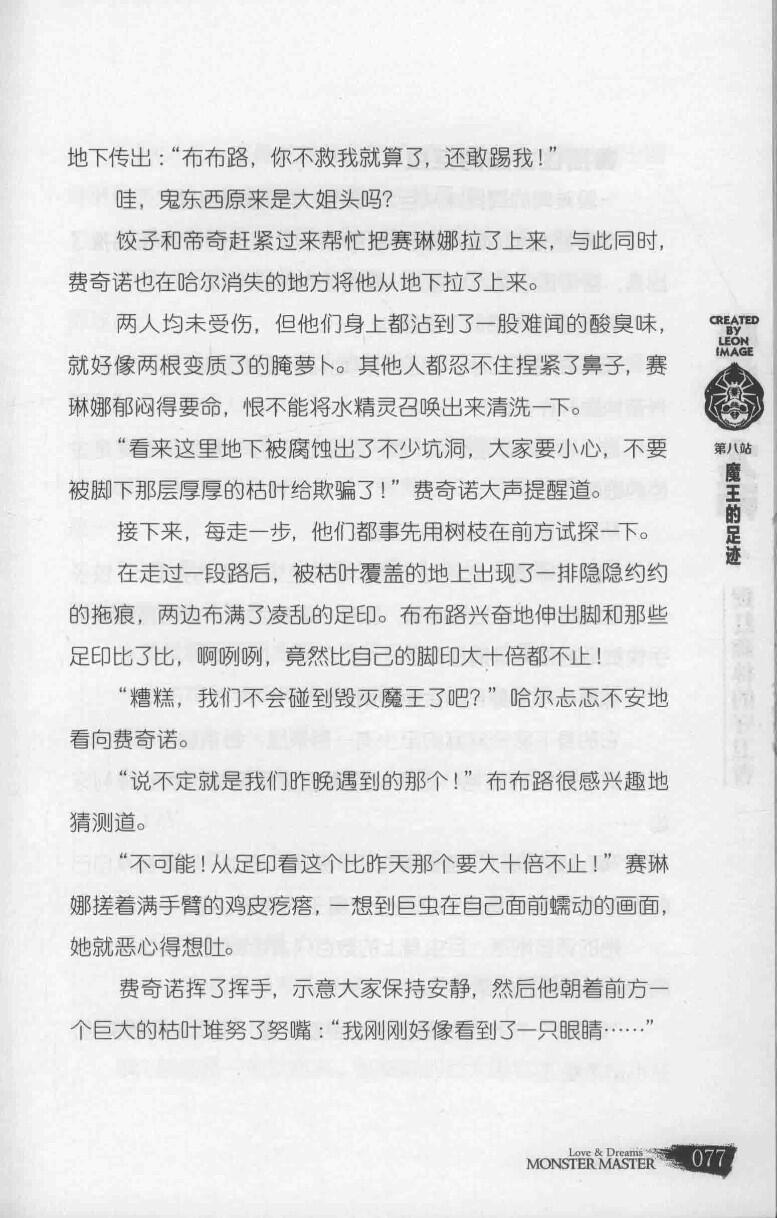 地下传出：“布布路，你不救我就算了，还敢踢我！”
哇，鬼东西原来是大姐头吗？
饺子和帝奇赶紧过来帮忙把赛琳娜拉了上来，与此同时，
费奇诺也在哈尔消失的地方将他从地下拉了上来。
两人均未受伤，但他们身上都沾到了一股难闻的酸臭味，
就好像两根变质了的腌萝卜。其他人都忍不住捏紧了鼻子，赛
琳娜郁闷得要命，恨不能将水精灵召唤出来清洗一下。
“看来这里地下被腐蚀出了不少坑洞，大家要小心，不要
被脚下那层厚厚的枯叶给欺骗了！”费奇诺大声提醒道。
接下来，每走一步，他们都事先用树枝在前方试探一下。
在走过一段路后，被枯叶覆盖的地上出现了一排隐隐约约
的拖痕，两边布满了凌乱的足印。布布路兴奋地伸出脚和那些
足印比了比，啊咧咧，竟然比自己的脚印大十倍都不止！
“糟糕，我们不会碰到毁灭魔王了吧？”哈尔忐忑不安地
看向费奇诺。
“说不定就是我们昨晚遇到的那个！”布布路很感兴趣地
猜测道。
“不可能！从足印看这个比昨天那个要大十倍不止！”赛琳
娜搓着满手臂的鸡皮疙瘩，一想到巨虫在自己面前蠕动的画面，
她就恶心得想吐。
费奇诺挥了挥手，示意大家保持安静，然后他朝着前方一
个巨大的枯叶堆努了努嘴：“我刚刚好像看到了一只眼睛……”
CREATED
BY
LEON
IMAGE
第八站
魔王的足迹
Love & Dreams
MONSTER MASTER
077